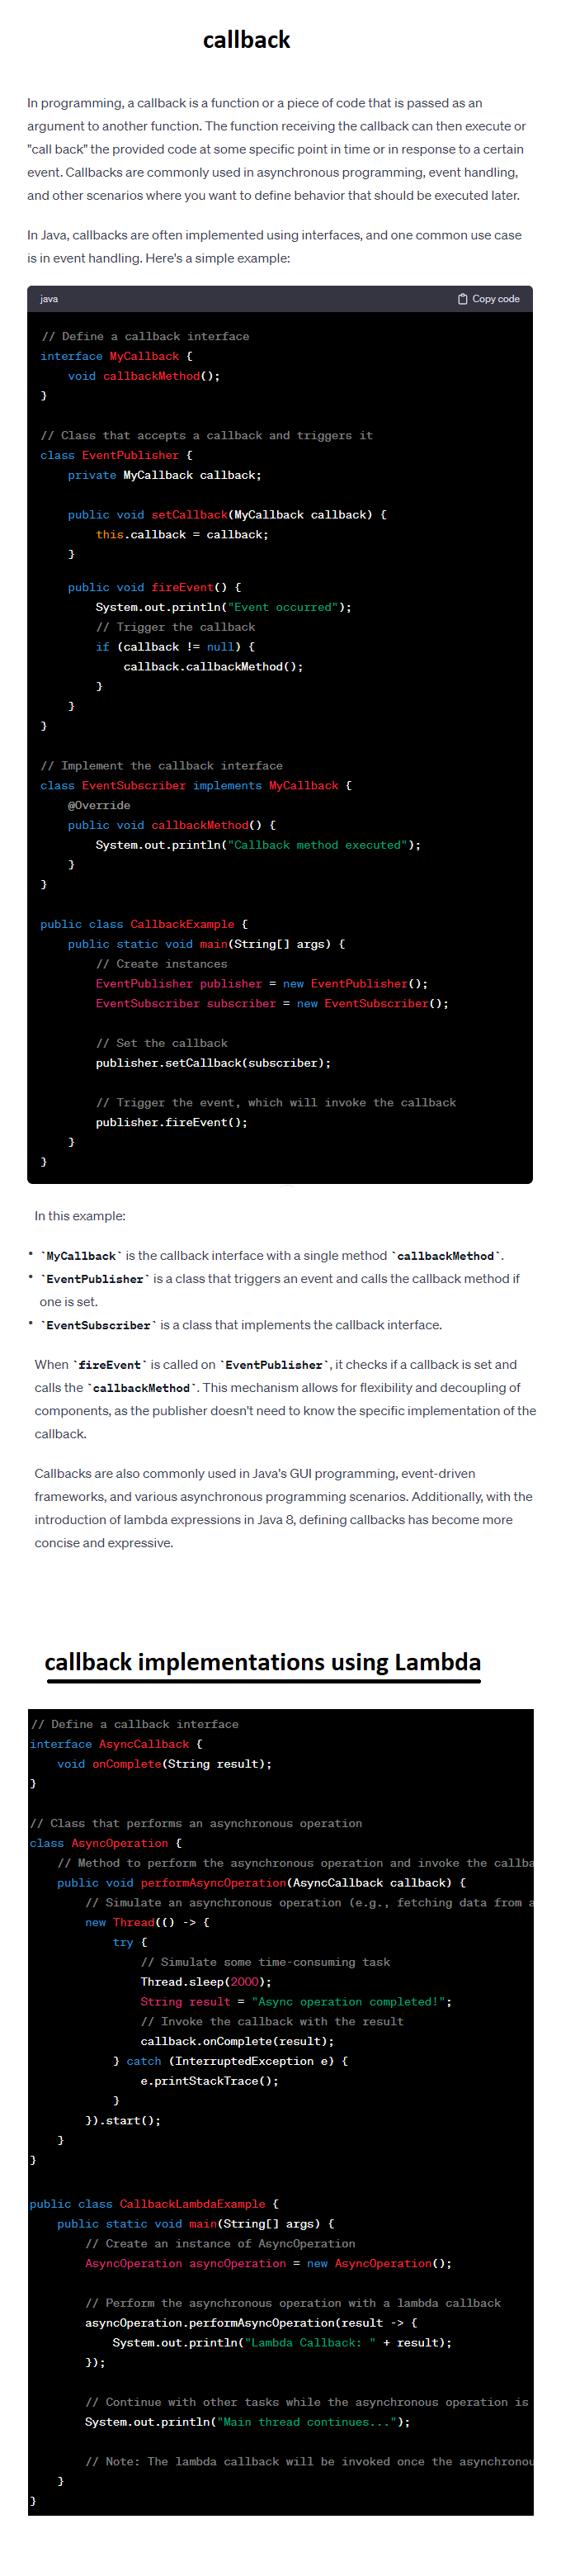 callback
In programming, a callback is a function or a piece of code that is passed as an
argument to another function. The function receiving the callback can then execute or
"call back" the provided code at some specific point in time or in response to a certain
event. Callbacks are commonly used in asynchronous programming, event handling,
and other scenarios where you want to define behavior that should be executed later.
In Java, callbacks are often implemented using interfaces, and one common use case
is in event handling. Here's a simple example:
java Copy code
// Define a callback interface
interface MyCallback {
    void callbackMethod();
}
// Class that accepts a callback and triggers it
class EventPublisher {
    private MyCallback callback;
    public void setCallback(MyCallback callback) {
        this.callback = callback;
    }
    public void fireEvent() {
        System.out.println("Event occurred");
        // Trigger the callback
        if (callback != null) {
            callback.callbackMethod();
        }
    }
}
// Implement the callback interface
class EventSubscriber implements MyCallback {
    @Override
    public void callbackMethod() {
        System.out.println("Callback method executed");
    }
}
public class CallbackExample {
    public static void main(String[] args) {
        // Create instances
        EventPublisher publisher = new EventPublisher();
        EventSubscriber subscriber = new EventSubscriber();
        // Set the callback
        publisher.setCallback(subscriber);
        // Trigger the event, which will invoke the callback
        publisher.fireEvent();
    }
}
In this example:
• `MyCallback` is the callback interface with a single method `callbackMethod`.
• `EventPublisher` is a class that triggers an event and calls the callback method if
one is set.
• `EventSubscriber` is a class that implements the callback interface.
When `fireEvent` is called on `EventPublisher`, it checks if a callback is set and
calls the `callbackMethod`. This mechanism allows for flexibility and decoupling of
components, as the publisher doesn't need to know the specific implementation of the
callback.
Callbacks are also commonly used in Java's GUI programming, event-driven
frameworks, and various asynchronous programming scenarios. Additionally, with the
introduction of lambda expressions in Java 8, defining callbacks has become more
concise and expressive.
callback implementations using Lambda
// Define a callback interface
interface AsyncCallback {
    void onComplete(String result);
}
// Class that performs an asynchronous operation
class AsyncOperation {
    // Method to perform the asynchronous operation and invoke the callba
    public void performAsyncOperation(AsyncCallback callback) {
        // Simulate an asynchronous operation (e.g., fetching data from a
        new Thread(() -> {
            try {
                // Simulate some time-consuming task
                Thread.sleep(2000);
                String result = "Async operation completed!";
                // Invoke the callback with the result
                callback.onComplete(result);
            } catch (InterruptedException e) {
                e.printStackTrace();
            }
        }).start();
    }
}
public class CallbackLambdaExample {
    public static void main(String[] args) {
        // Create an instance of AsyncOperation
        AsyncOperation asyncOperation = new AsyncOperation();
        // Perform the asynchronous operation with a lambda callback
        asyncOperation.performAsyncOperation(result -> {
            System.out.println("Lambda Callback: " + result);
        });
        // Continue with other tasks while the asynchronous operation is
        System.out.println("Main thread continues...");
        // Note: The lambda callback will be invoked once the asynchronou
    }
}